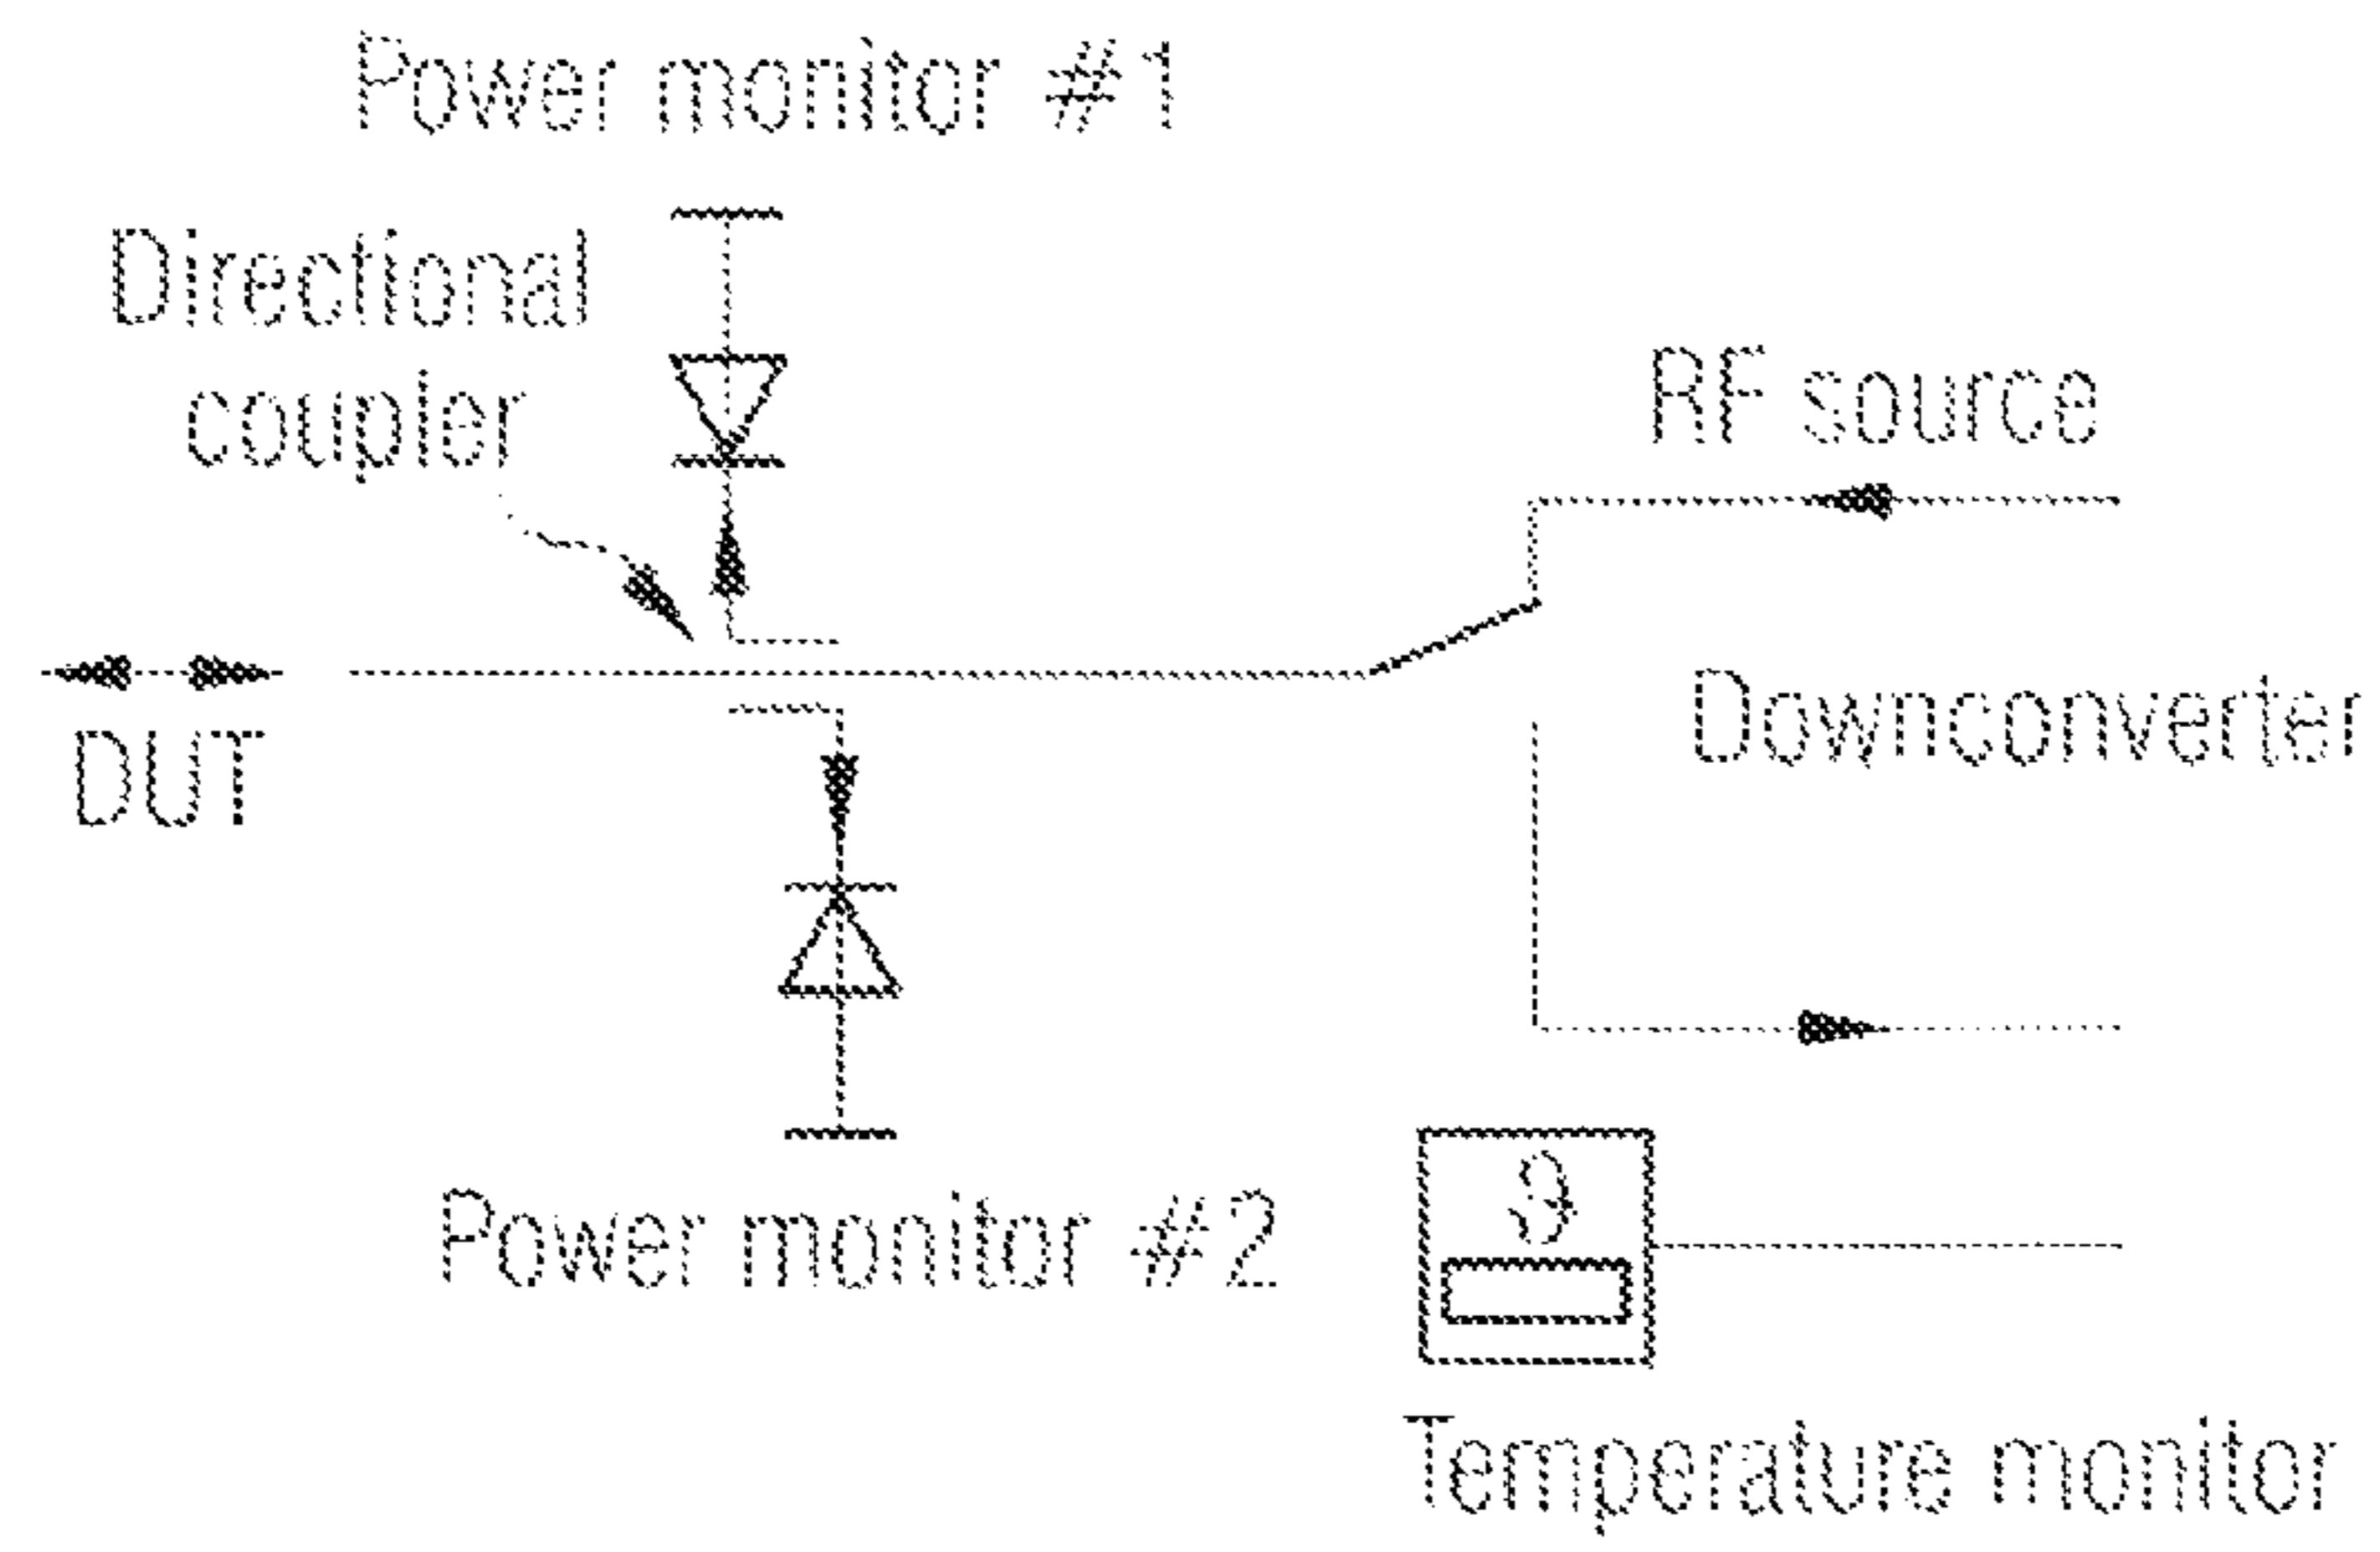 Power monitor #1
Directional
coupler
RF source
Downconverter
DUT
Power monitor #2
Temperature monitor